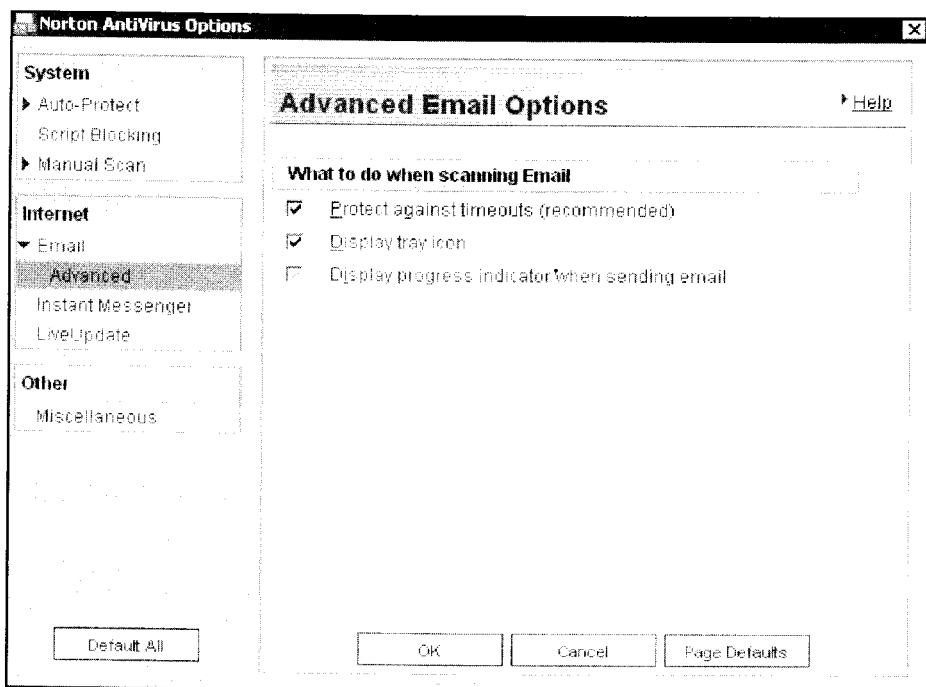 Norton AntiVirus Options
System
Auto-Protect
Script Blocking
Manual Scan
Internet
Email
Advanced
Instant Messenger
LiveUpdate
Other
Miscellaneous
Default All
Advanced Email Options
Help
What to do when scanning Email
Protect against timeouts (recommended)
Display tray icon
Display progress indicator when sending email
OK
Cancel
Page Defaults